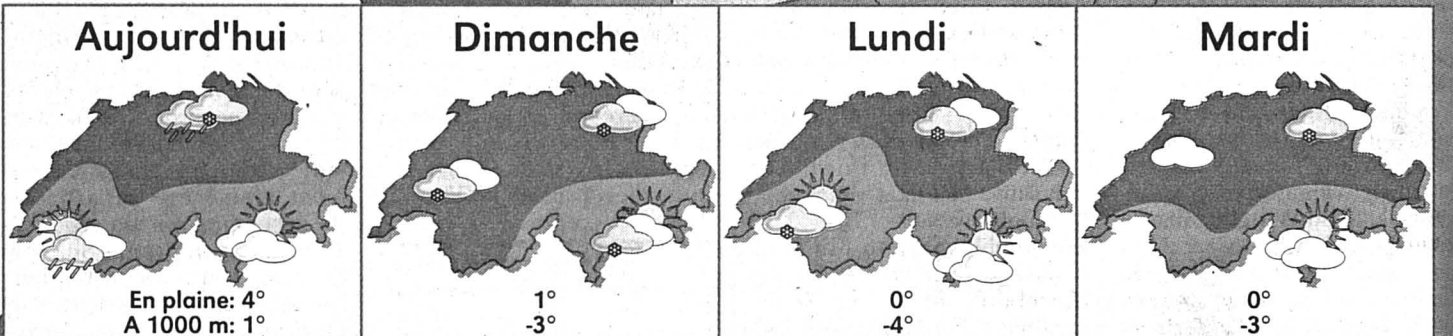 Aujourd'hui
En plaine: 4°
A 1000 m: 1°
Dimanche
1°
-3°
Lundi
0°
-4°
Mardi
0°
-3°